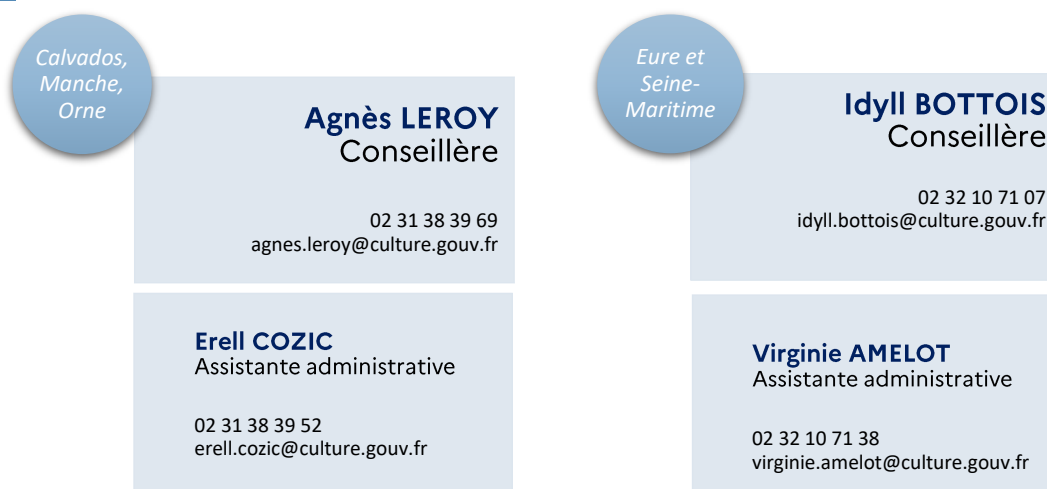 Calvados,
Manche,
Orne
Agnès LEROY
Conseillère
02 31 38 39 69
agnes.leroy@culture.gouv.fr
Erell COZIC
Assistante administrative
02 31 38 39 52
erell.cozic@culture.gouv.fr
Eure et
Seine-
Maritime
Idyll BOTTOIS
Conseillère
02 32 10 71 07
idyll.bottois@culture.gouv.fr
Virginie AMELOT
Assistante administrative
02 32 10 71 38
virginie.amelot@culture.gouv.fr